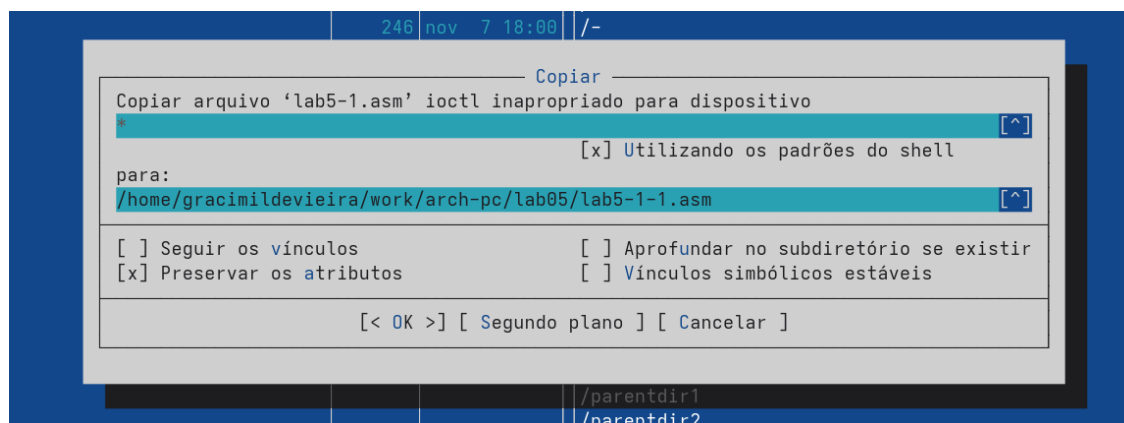 246 nov 7 18:00 /-
Copiar
Copiar arquivo ‘lab5-1.asm’ ioctl inapropriado para dispositivo
* [^]
[x] Utilizando os padrões do shell
para:
/home/gracimildevieira/work/arch-pc/lab05/lab5-1-1.asm [^]
[ ] Seguir os vínculos [ ] Aprofundar no subdiretório se existir
[x] Preservar os atributos [ ] Vínculos simbólicos estáveis
[< OK >] [ Segundo plano ] [ Cancelar ]
/parentdir1
/parentdir2